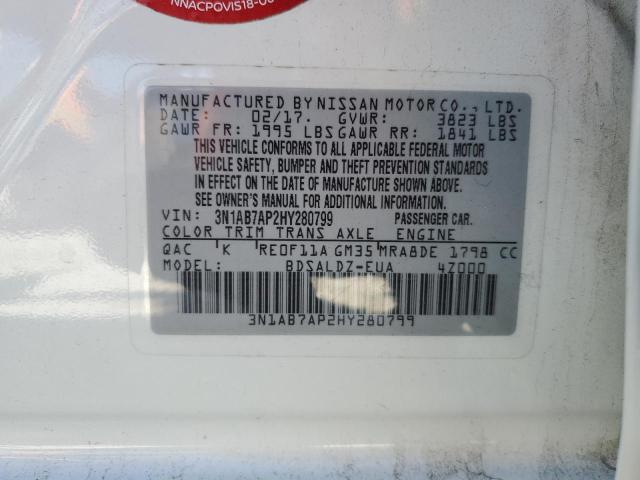 NNACPOVIS18-00
MANUFACTURED BY NISSAN MOTOR CO., LTD.
DATE: 02/17. GVWR: 3823 LBS
GAWR FR: 1995 LBS GAWR RR: 1841 LBS
THIS VEHICLE CONFORMS TO ALL APPLICABLE FEDERAL MOTOR
VEHICLE SAFETY, BUMPER AND THEFT PREVENTION STANDARDS
IN EFFECT ON THE DATE OF MANUFACTURE SHOWN ABOVE.
SEE OWNER'S MANUAL FOR ADDITIONAL INFORMATION.
VIN: 3N1AB7AP2HY280799 PASSENGER CAR.
COLOR TRIM TRANS AXLE ENGINE
QAC K RE0F11A GM35 MRA8DE 1798 CC
MODEL: BDSALDZ-EUA 4Z000
3N1AB7AP2HY280799